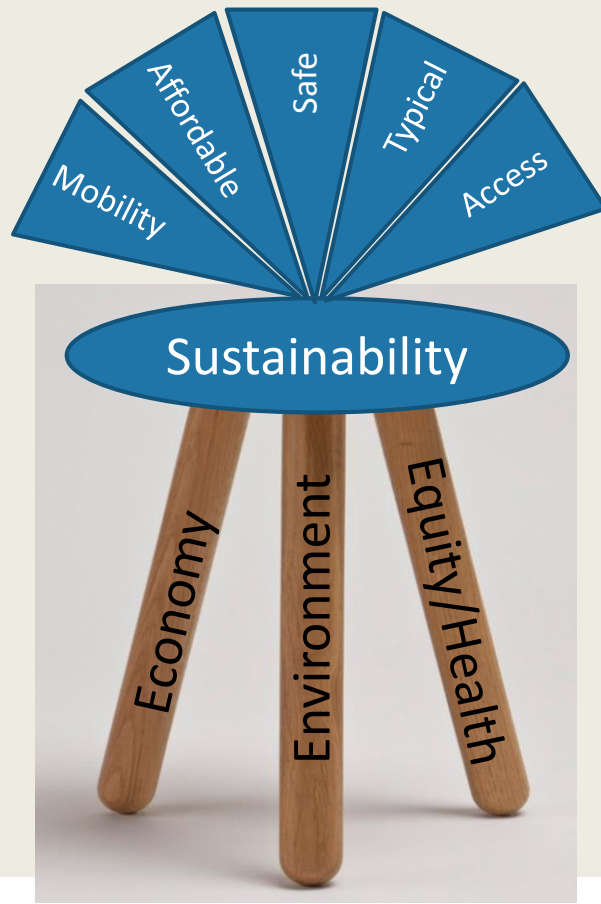 Mobility
Affordable
Safe
Typical
Access
Sustainability
Economy
Environment
Equity/Health